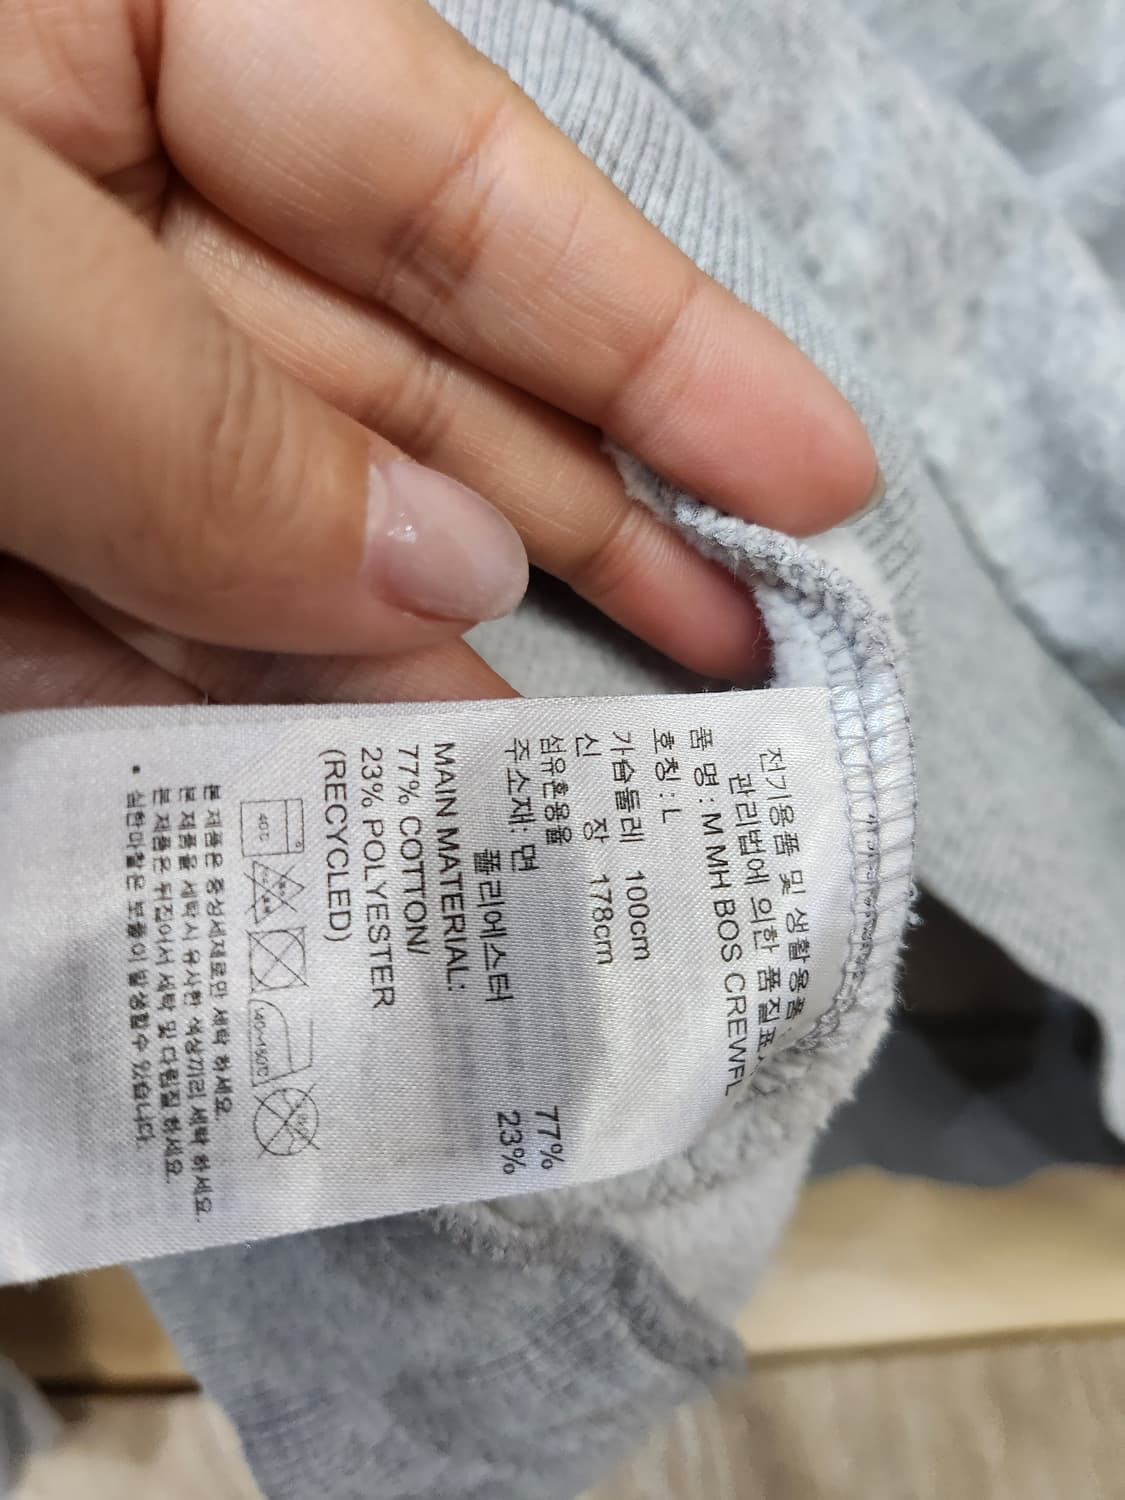 전기용품 및 생활용품
관리법에 의한 품질표시
품 명 : M MH BOS CREWFL
호칭 : L
가슴둘레 100cm
신 장 178cm
섬유혼용율
주소재: 면 77%
폴리에스터 23%
MAIN MATERIAL:
77% COTTON/
23% POLYESTER
(RECYCLED)
40℃
140~160℃
본 제품은 중성세제로만 세탁 하세요.
본 제품을 세탁시 유사한 색상끼리 세탁 하세요.
본 제품은 뒤집어서 세탁 및 다림질 하세요.
• 심한마찰은 보풀이 발생할수 있습니다.